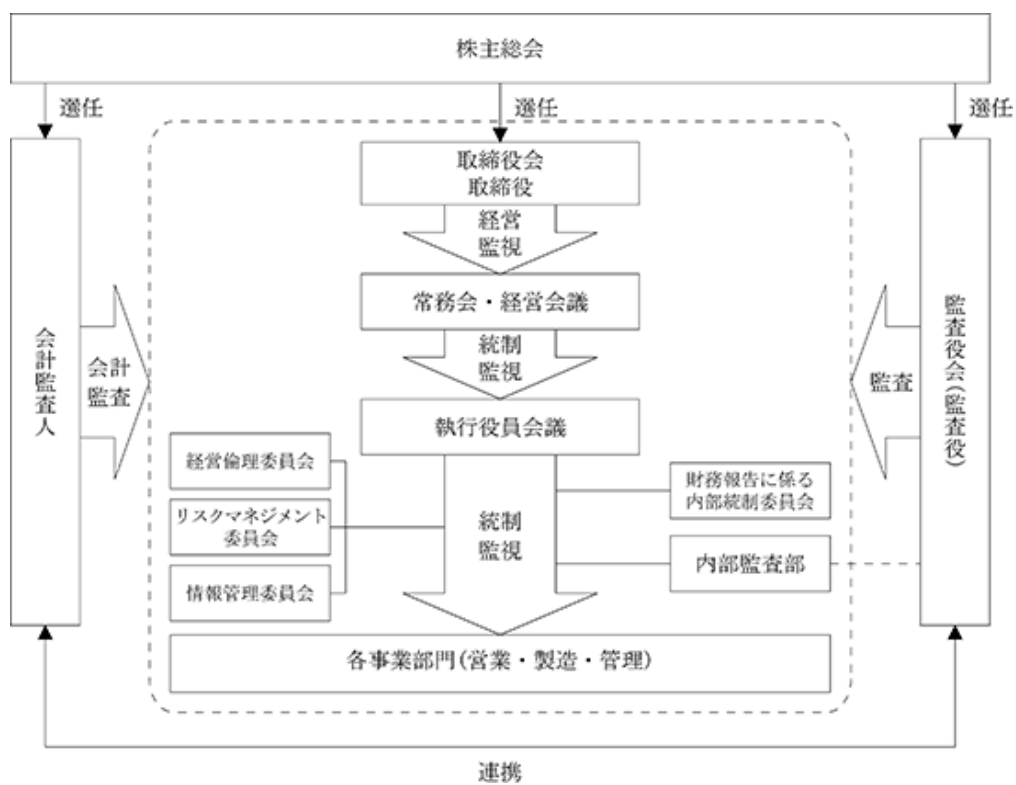 株主総会
選任
選任
選任
取締役会
取締役
経営
監視
常務会・経営会議
統制
監視
執行役員会議
会計監査人
会計
監査
監査
監査役会(監査役)
経営倫理委員会
リスクマネジメント
委員会
情報管理委員会
統制
監視
財務報告に係る
内部統制委員会
内部監査部
各事業部門(営業・製造・管理)
連携